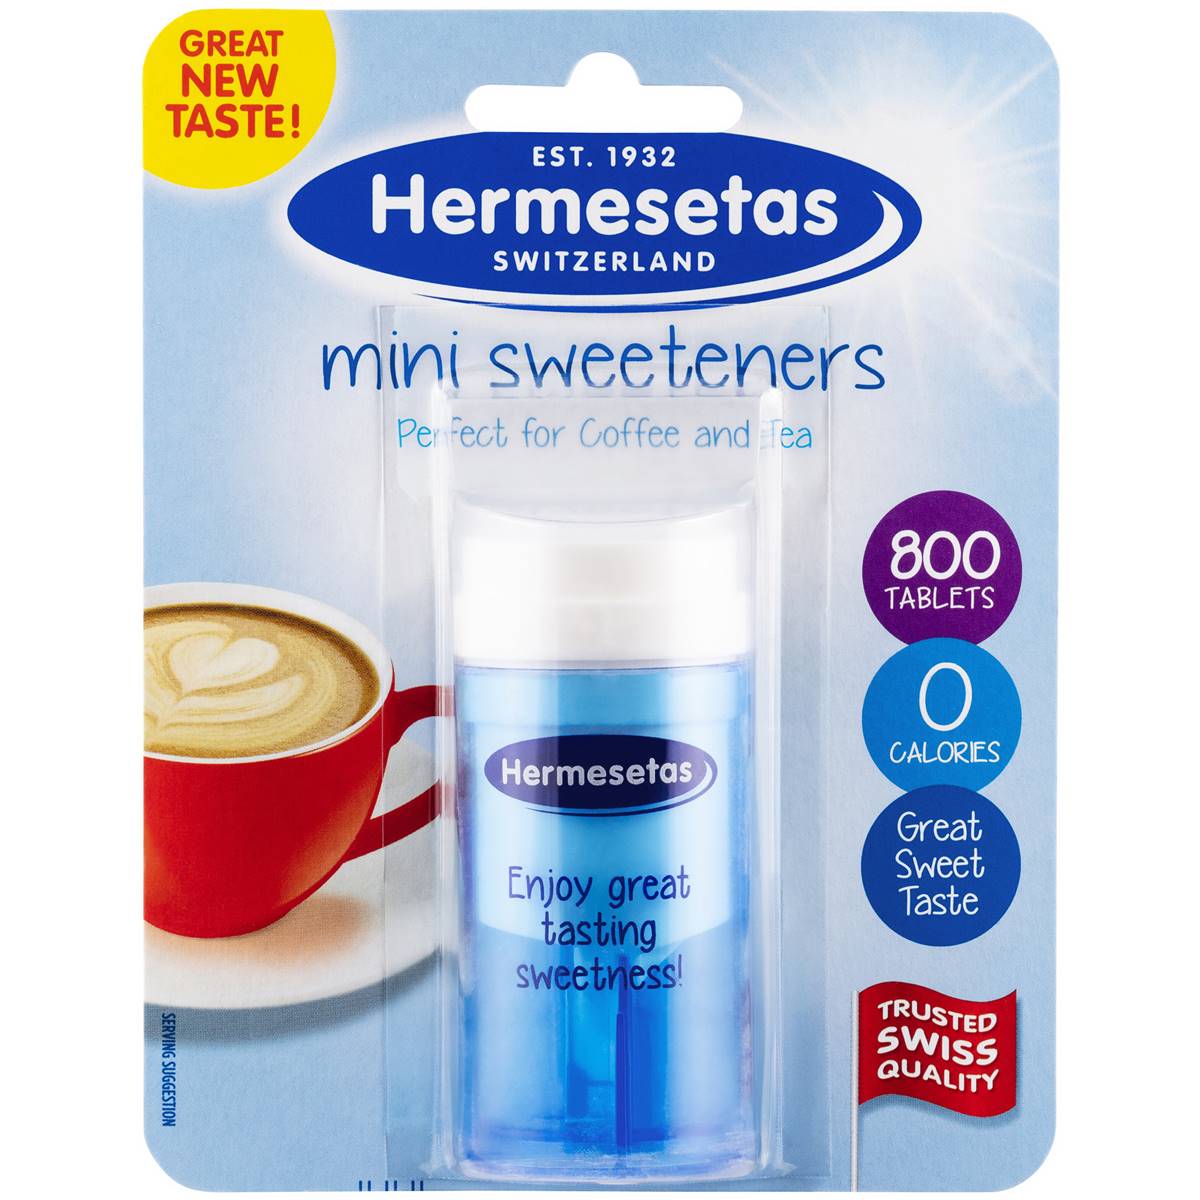 GREAT
NEW
TASTE!
EST. 1932
Hermesetas
SWITZERLAND
mini sweeteners
Perfect for Coffee and Tea
800
TABLETS
0
CALORIES
Great
Sweet
Taste
Hermesetas
Enjoy great
tasting
sweetness!
TRUSTED
SWISS
QUALITY
SERVING SUGGESTION